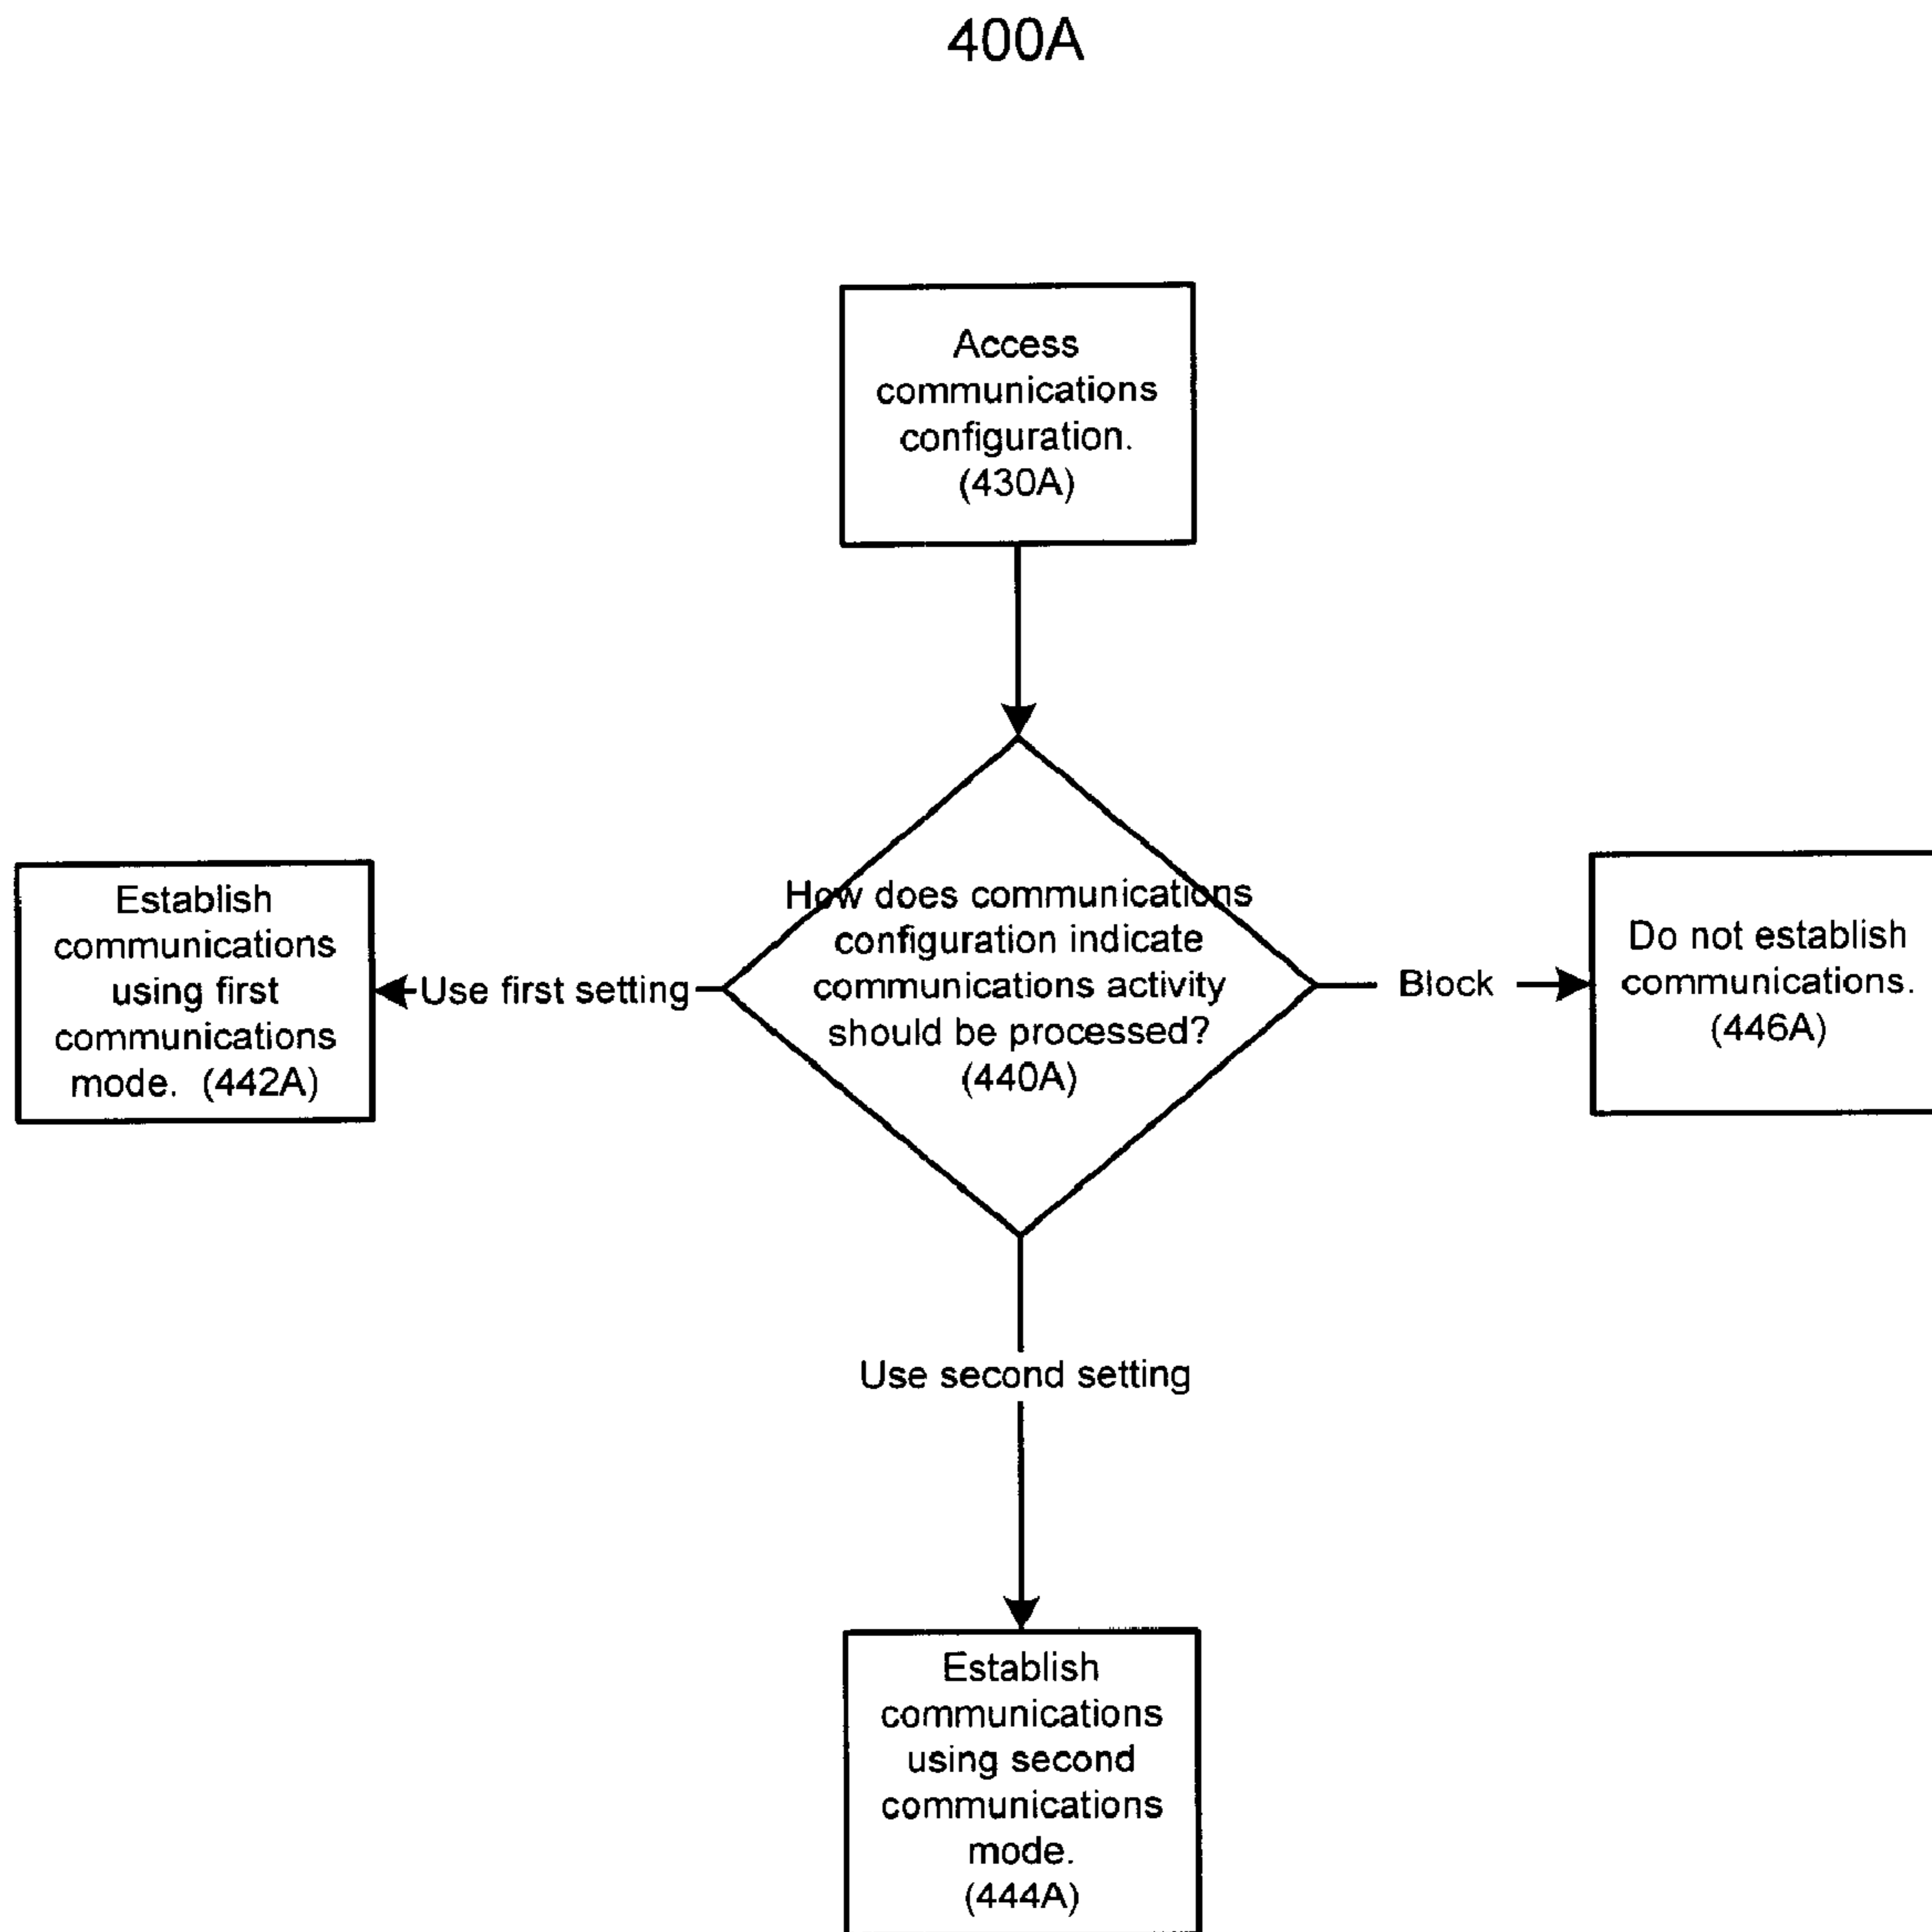 400A
Access
communications
configuration.
(430A)
How does communications
configuration indicate
communications activity
should be processed?
(440A)
Use first setting
Establish
communications
using first
communications
mode.  (442A)
Block
Do not establish
communications.
(446A)
Use second setting
Establish
communications
using second
communications
mode.
(444A)